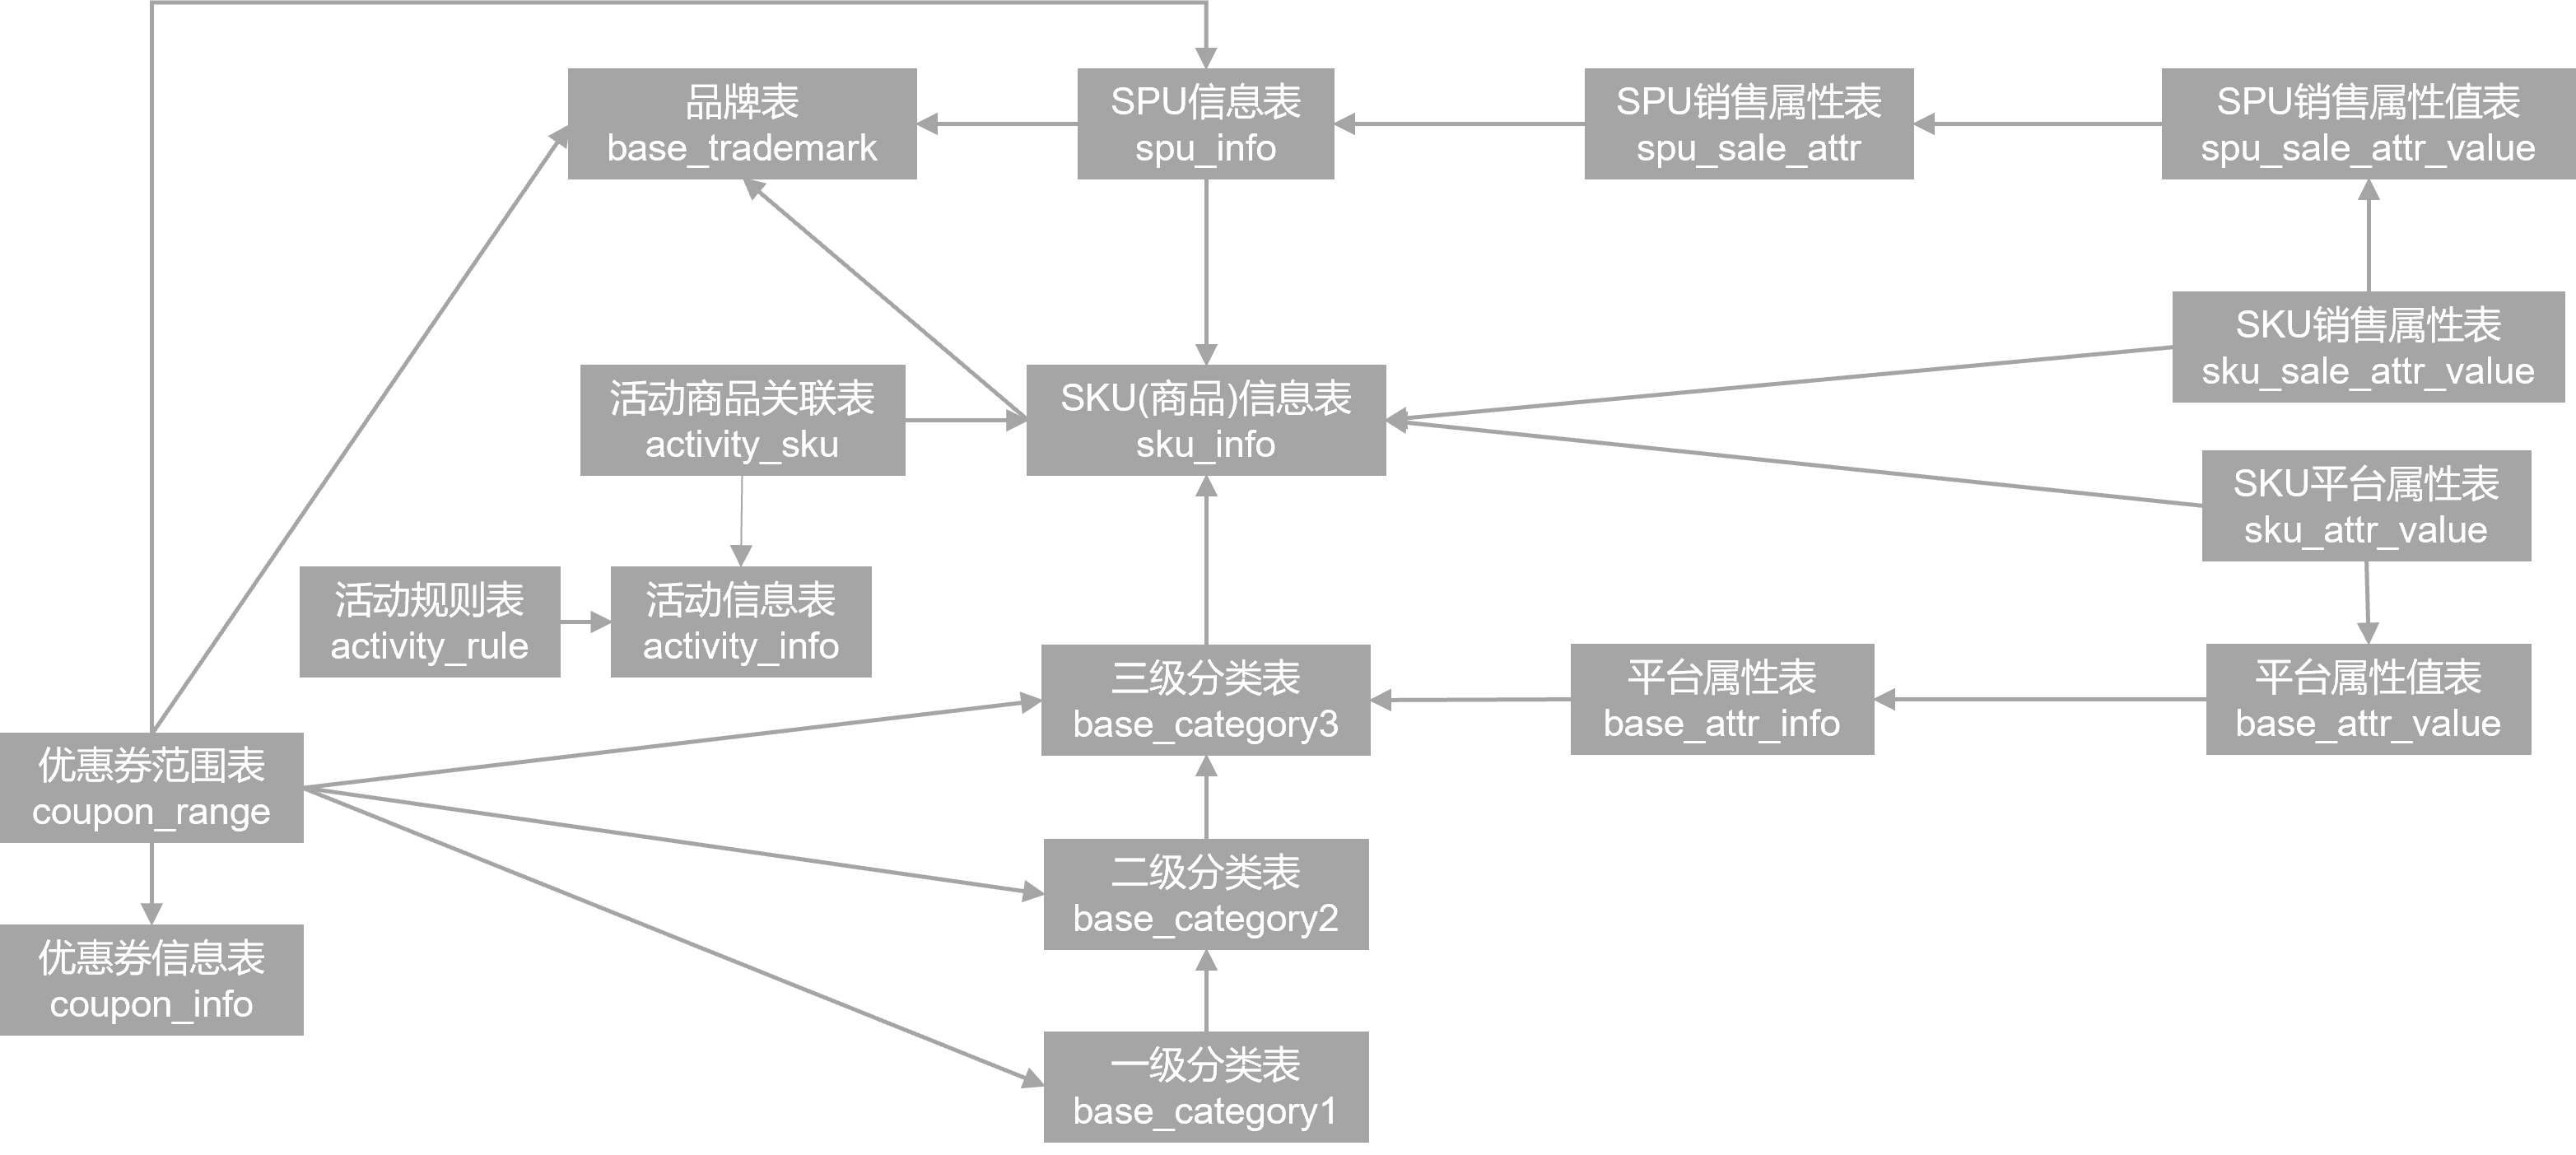 品牌表
base_trademark
SPU信息表
spu_info
SPU销售属性表
spu_sale_attr
SPU销售属性值表
spu_sale_attr_value
SKU销售属性表
sku_sale_attr_value
活动商品关联表
activity_sku
SKU(商品)信息表
sku_info
SKU平台属性表
sku_attr_value
活动规则表
activity_rule
活动信息表
activity_info
三级分类表
base_category3
平台属性表
base_attr_info
平台属性值表
base_attr_value
优惠券范围表
coupon_range
二级分类表
base_category2
优惠券信息表
coupon_info
一级分类表
base_category1